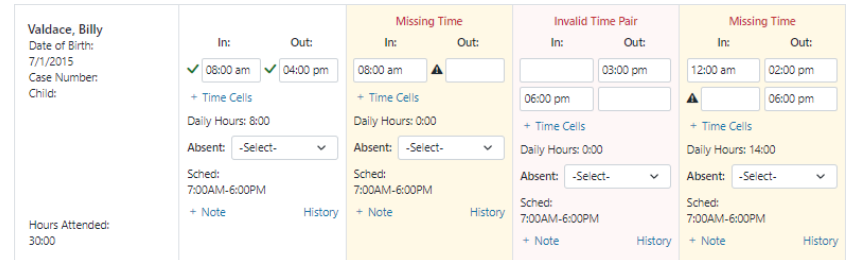 Valdace, Billy
Date of Birth:
7/1/2015
Case Number:
Child:
Hours Attended:
30:00
In: Out:
08:00 am 04:00 pm
+ Time Cells
Daily Hours: 8:00
Absent: -Select-
Sched:
7:00AM-6:00PM
+ Note History
Missing Time
In: Out:
08:00 am
+ Time Cells
Daily Hours: 0:00
Absent: -Select-
Sched:
7:00AM-6:00PM
+ Note History
Invalid Time Pair
In: Out:
03:00 pm
06:00 pm
+ Time Cells
Daily Hours: 0:00
Absent: -Select-
Sched:
7:00AM-6:00PM
+ Note History
Missing Time
In: Out:
12:00 am 02:00 pm
06:00 pm
+ Time Cells
Daily Hours: 14:00
Absent: -Select-
Sched:
7:00AM-6:00PM
+ Note History